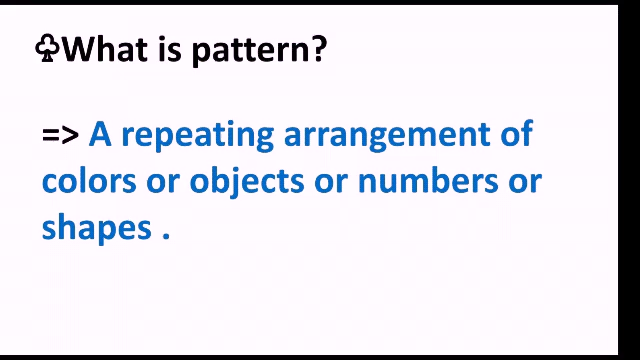 ♧What is pattern?
=> A repeating arrangement of
colors or objects or numbers or
shapes .